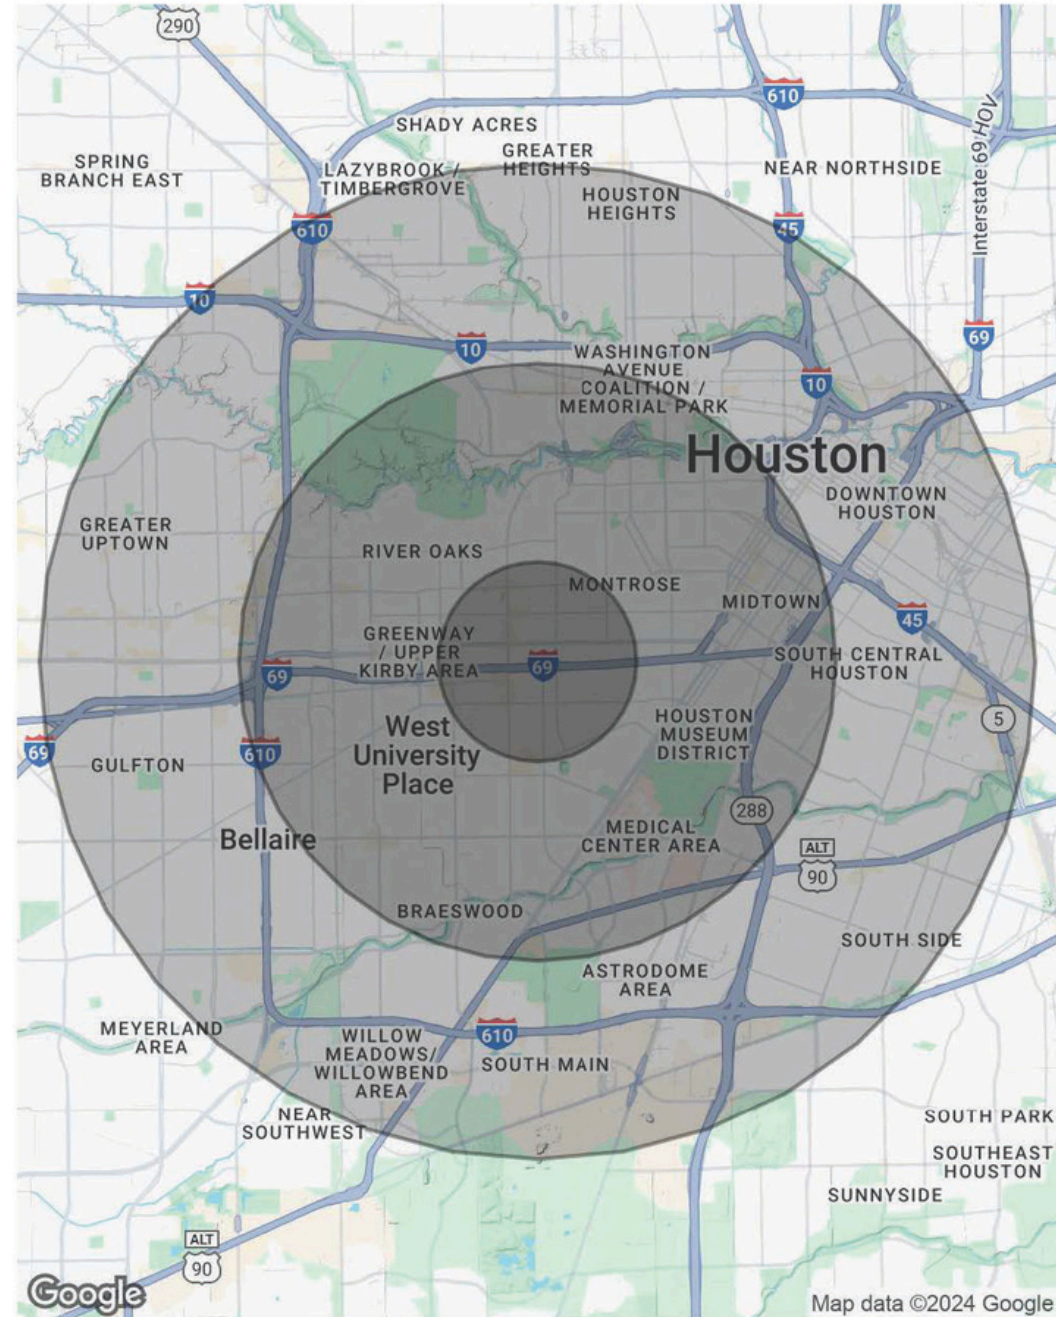 290
610
SHADY ACRES
GREATER
HEIGHTS
SPRING
BRANCH EAST
LAZYBROOK /
TIMBERGROVE
NEAR NORTHSIDE
HOUSTON
HEIGHTS
Interstate 69 HOV
610
45
10
69
10
WASHINGTON
AVENUE
COALITION /
MEMORIAL PARK
10
Houston
DOWNTOWN
HOUSTON
GREATER
UPTOWN
RIVER OAKS
MONTROSE
MIDTOWN
45
GREENWAY
/ UPPER
KIRBY AREA
69
69
SOUTH CENTRAL
HOUSTON
5
69
GULFTON
610
West
University
Place
HOUSTON
MUSEUM
DISTRICT
288
Bellaire
MEDICAL
CENTER AREA
ALT
90
BRAESWOOD
SOUTH SIDE
ASTRODOME
AREA
MEYERLAND
AREA
WILLOW
MEADOWS/
WILLOWBEND
AREA
610
SOUTH MAIN
NEAR
SOUTHWEST
SOUTH PARK
SOUTHEAST
HOUSTON
SUNNYSIDE
ALT
90
Google
Map data ©2024 Google